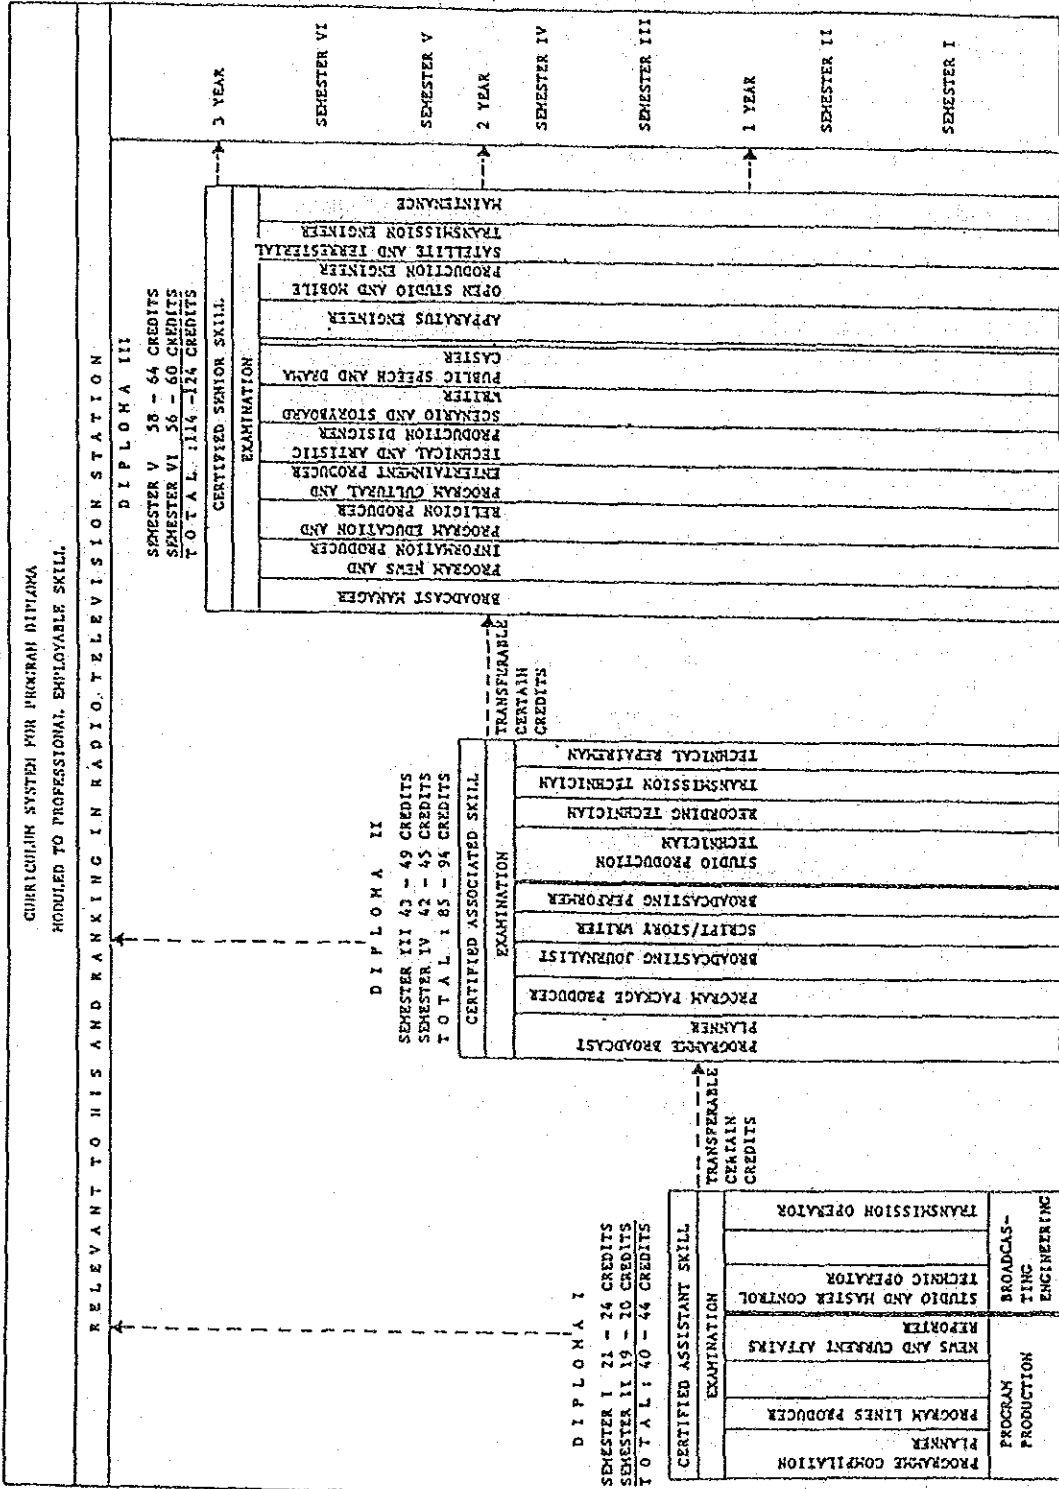 CURRICULUM SYSTEM FOR PROGRAM DIPLOMA
MODULED TO PROFESSIONAL EMPLOYABLE SKILL
RELEVANT TO HIS AND RANKING IN RADIO TELEVISION STATION
DIPLOMA I
SEMESTER I 21 - 24 CREDITS
SEMESTER II 19 - 20 CREDITS
TOTAL : 40 - 44 CREDITS
CERTIFIED ASSISTANT SKILL
EXAMINATION
PROGRAMME COMPILATION
PLANNER
PROGRAM LINES PRODUCER
NEWS AND CURRENT AFFAIRS
REPORTER
STUDIO AND MASTER CONTROL
TECHNIC OPERATOR
TRANSMISSION OPERATOR
PROGRAM
PRODUCTION
BROADCAS-
TING
ENGINEERING
TRANSFERABLE
CERTAIN
CREDITS
DIPLOMA II
SEMESTER III 43 - 49 CREDITS
SEMESTER IV 42 - 45 CREDITS
TOTAL : 85 - 94 CREDITS
CERTIFIED ASSOCIATED SKILL
EXAMINATION
PROGRAMME BROADCAST
PLANNER
PROGRAM PACKAGE PRODUCER
BROADCASTING JOURNALIST
SCRIPT/STORY WRITER
BROADCASTING PERFORMER
STUDIO PRODUCTION
TECHNICIAN
RECORDING TECHNICIAN
TRANSMISSION TECHNICIAN
TECHNICAL REPAIREMAN
TRANSFERABLE
CERTAIN
CREDITS
DIPLOMA III
SEMESTER V 58 - 64 CREDITS
SEMESTER VI 56 - 60 CREDITS
TOTAL :114 -124 CREDITS
CERTIFIED SENIOR SKILL
EXAMINATION
BROADCAST MANAGER
PROGRAM NEWS AND
INFORMATION PRODUCER
PROGRAM EDUCATION AND
RELIGION PRODUCER
PROGRAM CULTURAL AND
ENTERTAINMENT PRODUCER
TECHNICAL AND ARTISTIC
PRODUCTION DISIGNER
SCENARIO AND STORYBOARD
WRITER
PUBLIC SPEECH AND DRAMA
CASTER
APPARATUS ENGINEER
OPEN STUDIO AND MOBILE
PRODUCTION ENGINEER
SATELLITE AND TERRESTERIAL
TRANSMISSION ENGINEER
MAINTENANCE
3 YEAR
SEMESTER VI
SEMESTER V
2 YEAR
SEMESTER IV
SEMESTER III
1 YEAR
SEMESTER II
SEMESTER I